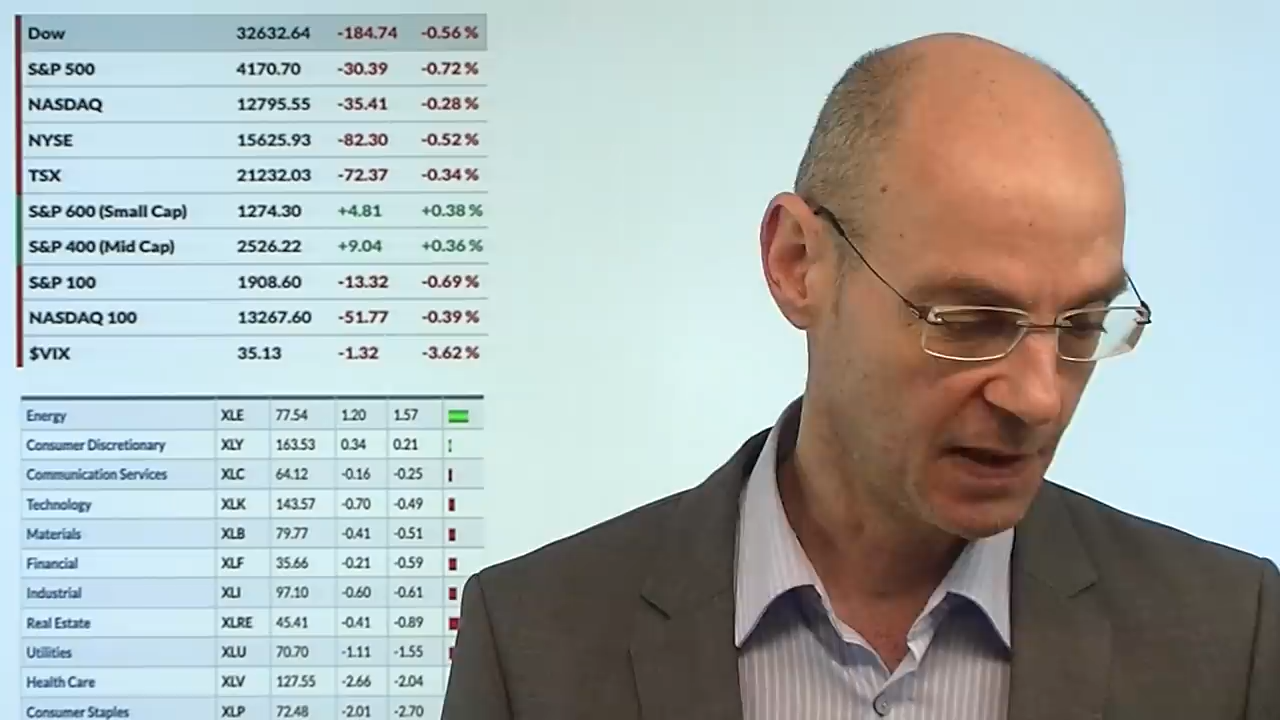 Dow 32632.64 -184.74 -0.56 %
S&P 500 4170.70 -30.39 -0.72 %
NASDAQ 12795.55 -35.41 -0.28 %
NYSE 15625.93 -82.30 -0.52 %
TSX 21232.03 -72.37 -0.34 %
S&P 600 (Small Cap) 1274.30 +4.81 +0.38 %
S&P 400 (Mid Cap) 2526.22 +9.04 +0.36 %
S&P 100 1908.60 -13.32 -0.69 %
NASDAQ 100 13267.60 -51.77 -0.39 %
$VIX 35.13 -1.32 -3.62 %
Energy XLE 77.54 1.20 1.57
Consumer Discretionary XLY 163.53 0.34 0.21
Communication Services XLC 64.12 -0.16 -0.25
Technology XLK 143.57 -0.70 -0.49
Materials XLB 79.77 -0.41 -0.51
Financial XLF 35.66 -0.21 -0.59
Industrial XLI 97.10 -0.60 -0.61
Real Estate XLRE 45.41 -0.41 -0.89
Utilities XLU 70.70 -1.11 -1.55
Health Care XLV 127.55 -2.66 -2.04
Consumer Staples XLP 72.48 -2.01 -2.70